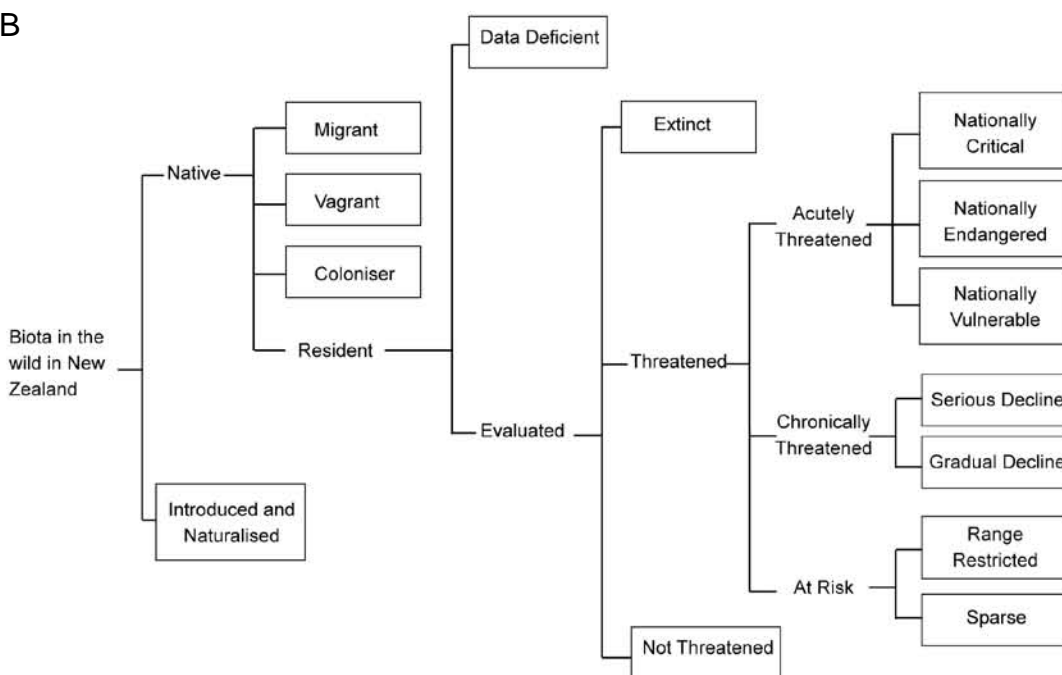 B
Data Deficient
Extinct
Migrant
Native
Vagrant
Coloniser
Resident
Biota in the
wild in New
Zealand
Evaluated
Introduced and
Naturalised
Threatened
Not Threatened
Acutely
Threatened
Nationally
Critical
Nationally
Endangered
Nationally
Vulnerable
Chronically
Threatened
Serious Decline
Gradual Decline
At Risk
Range
Restricted
Sparse